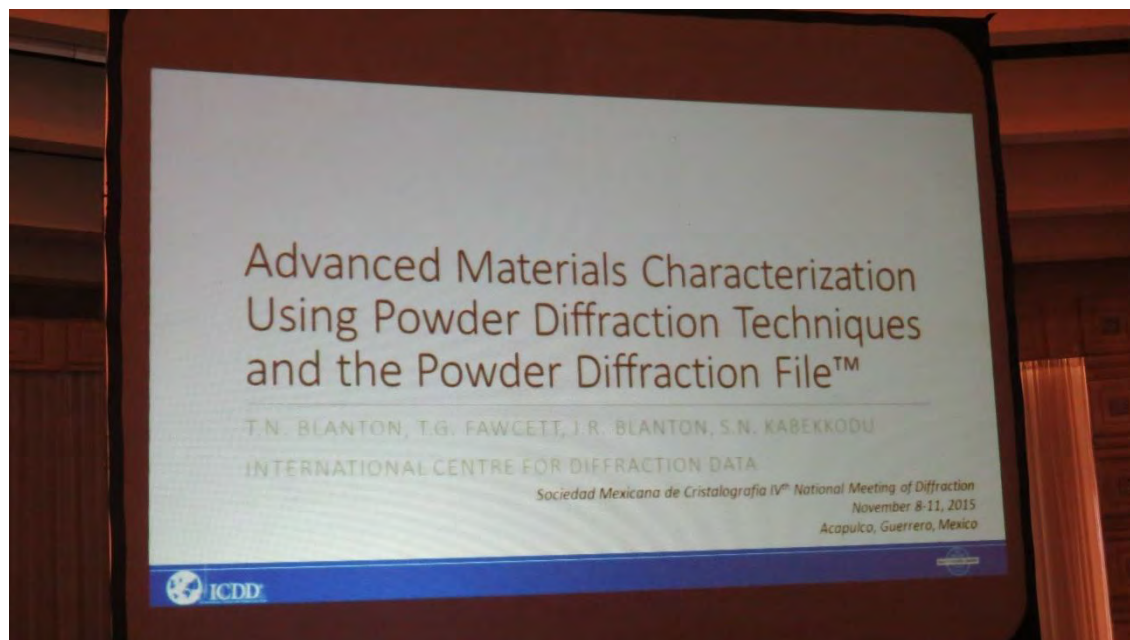 Advanced Materials Characterization
Using Powder Diffraction Techniques
and the Powder Diffraction File™
T.N. BLANTON, T.G. FAWCETT, J.R. BLANTON, S.N. KABEKKODU
INTERNATIONAL CENTRE FOR DIFFRACTION DATA
Sociedad Mexicana de Cristalografia IVth National Meeting of Diffraction
November 8-11, 2015
Acapulco, Guerrero, Mexico
ICDD